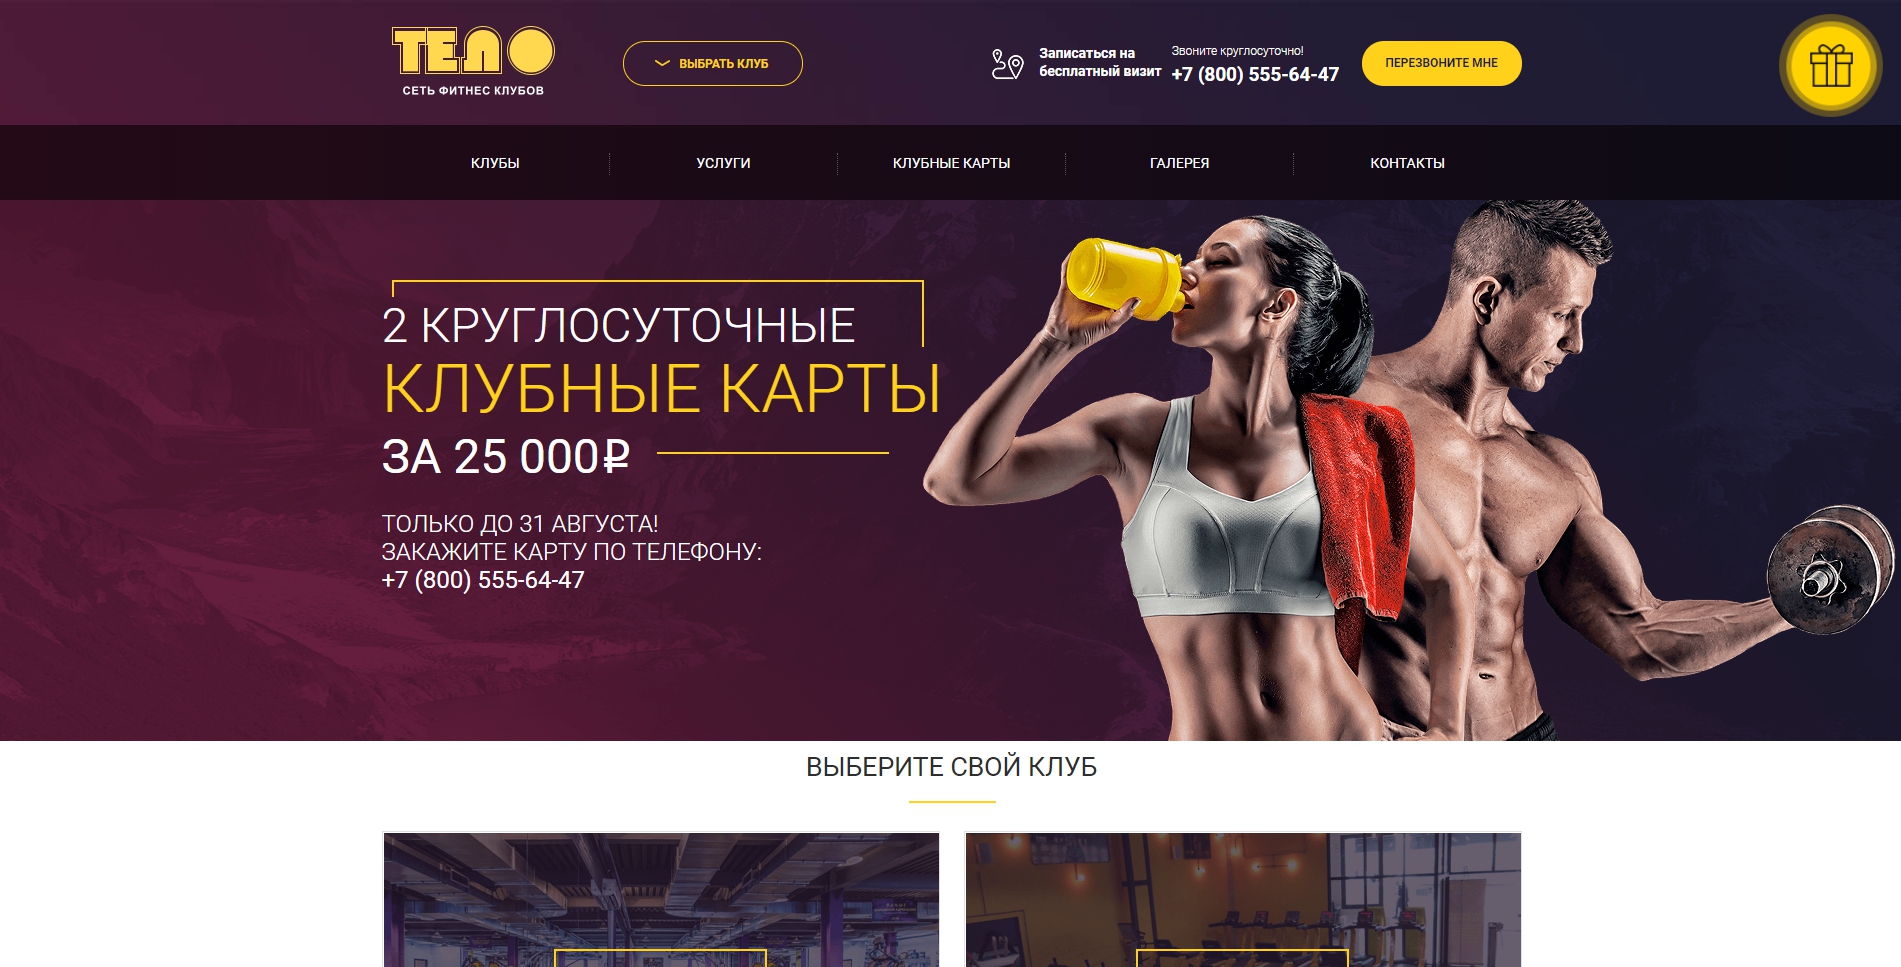 ТЕЛО
СЕТЬ ФИТНЕС КЛУБОВ
ВЫБРАТЬ КЛУБ
Записаться на
бесплатный визит
Звоните круглосуточно!
+7 (800) 555-64-47
ПЕРЕЗВОНИТЕ МНЕ
КЛУБЫ
УСЛУГИ
КЛУБНЫЕ КАРТЫ
ГАЛЕРЕЯ
КОНТАКТЫ
2 КРУГЛОСУТОЧНЫЕ
КЛУБНЫЕ КАРТЫ
ЗА 25 000₽
ТОЛЬКО ДО 31 АВГУСТА!
ЗАКАЖИТЕ КАРТУ ПО ТЕЛЕФОНУ:
+7 (800) 555-64-47
ВЫБЕРИТЕ СВОЙ КЛУБ